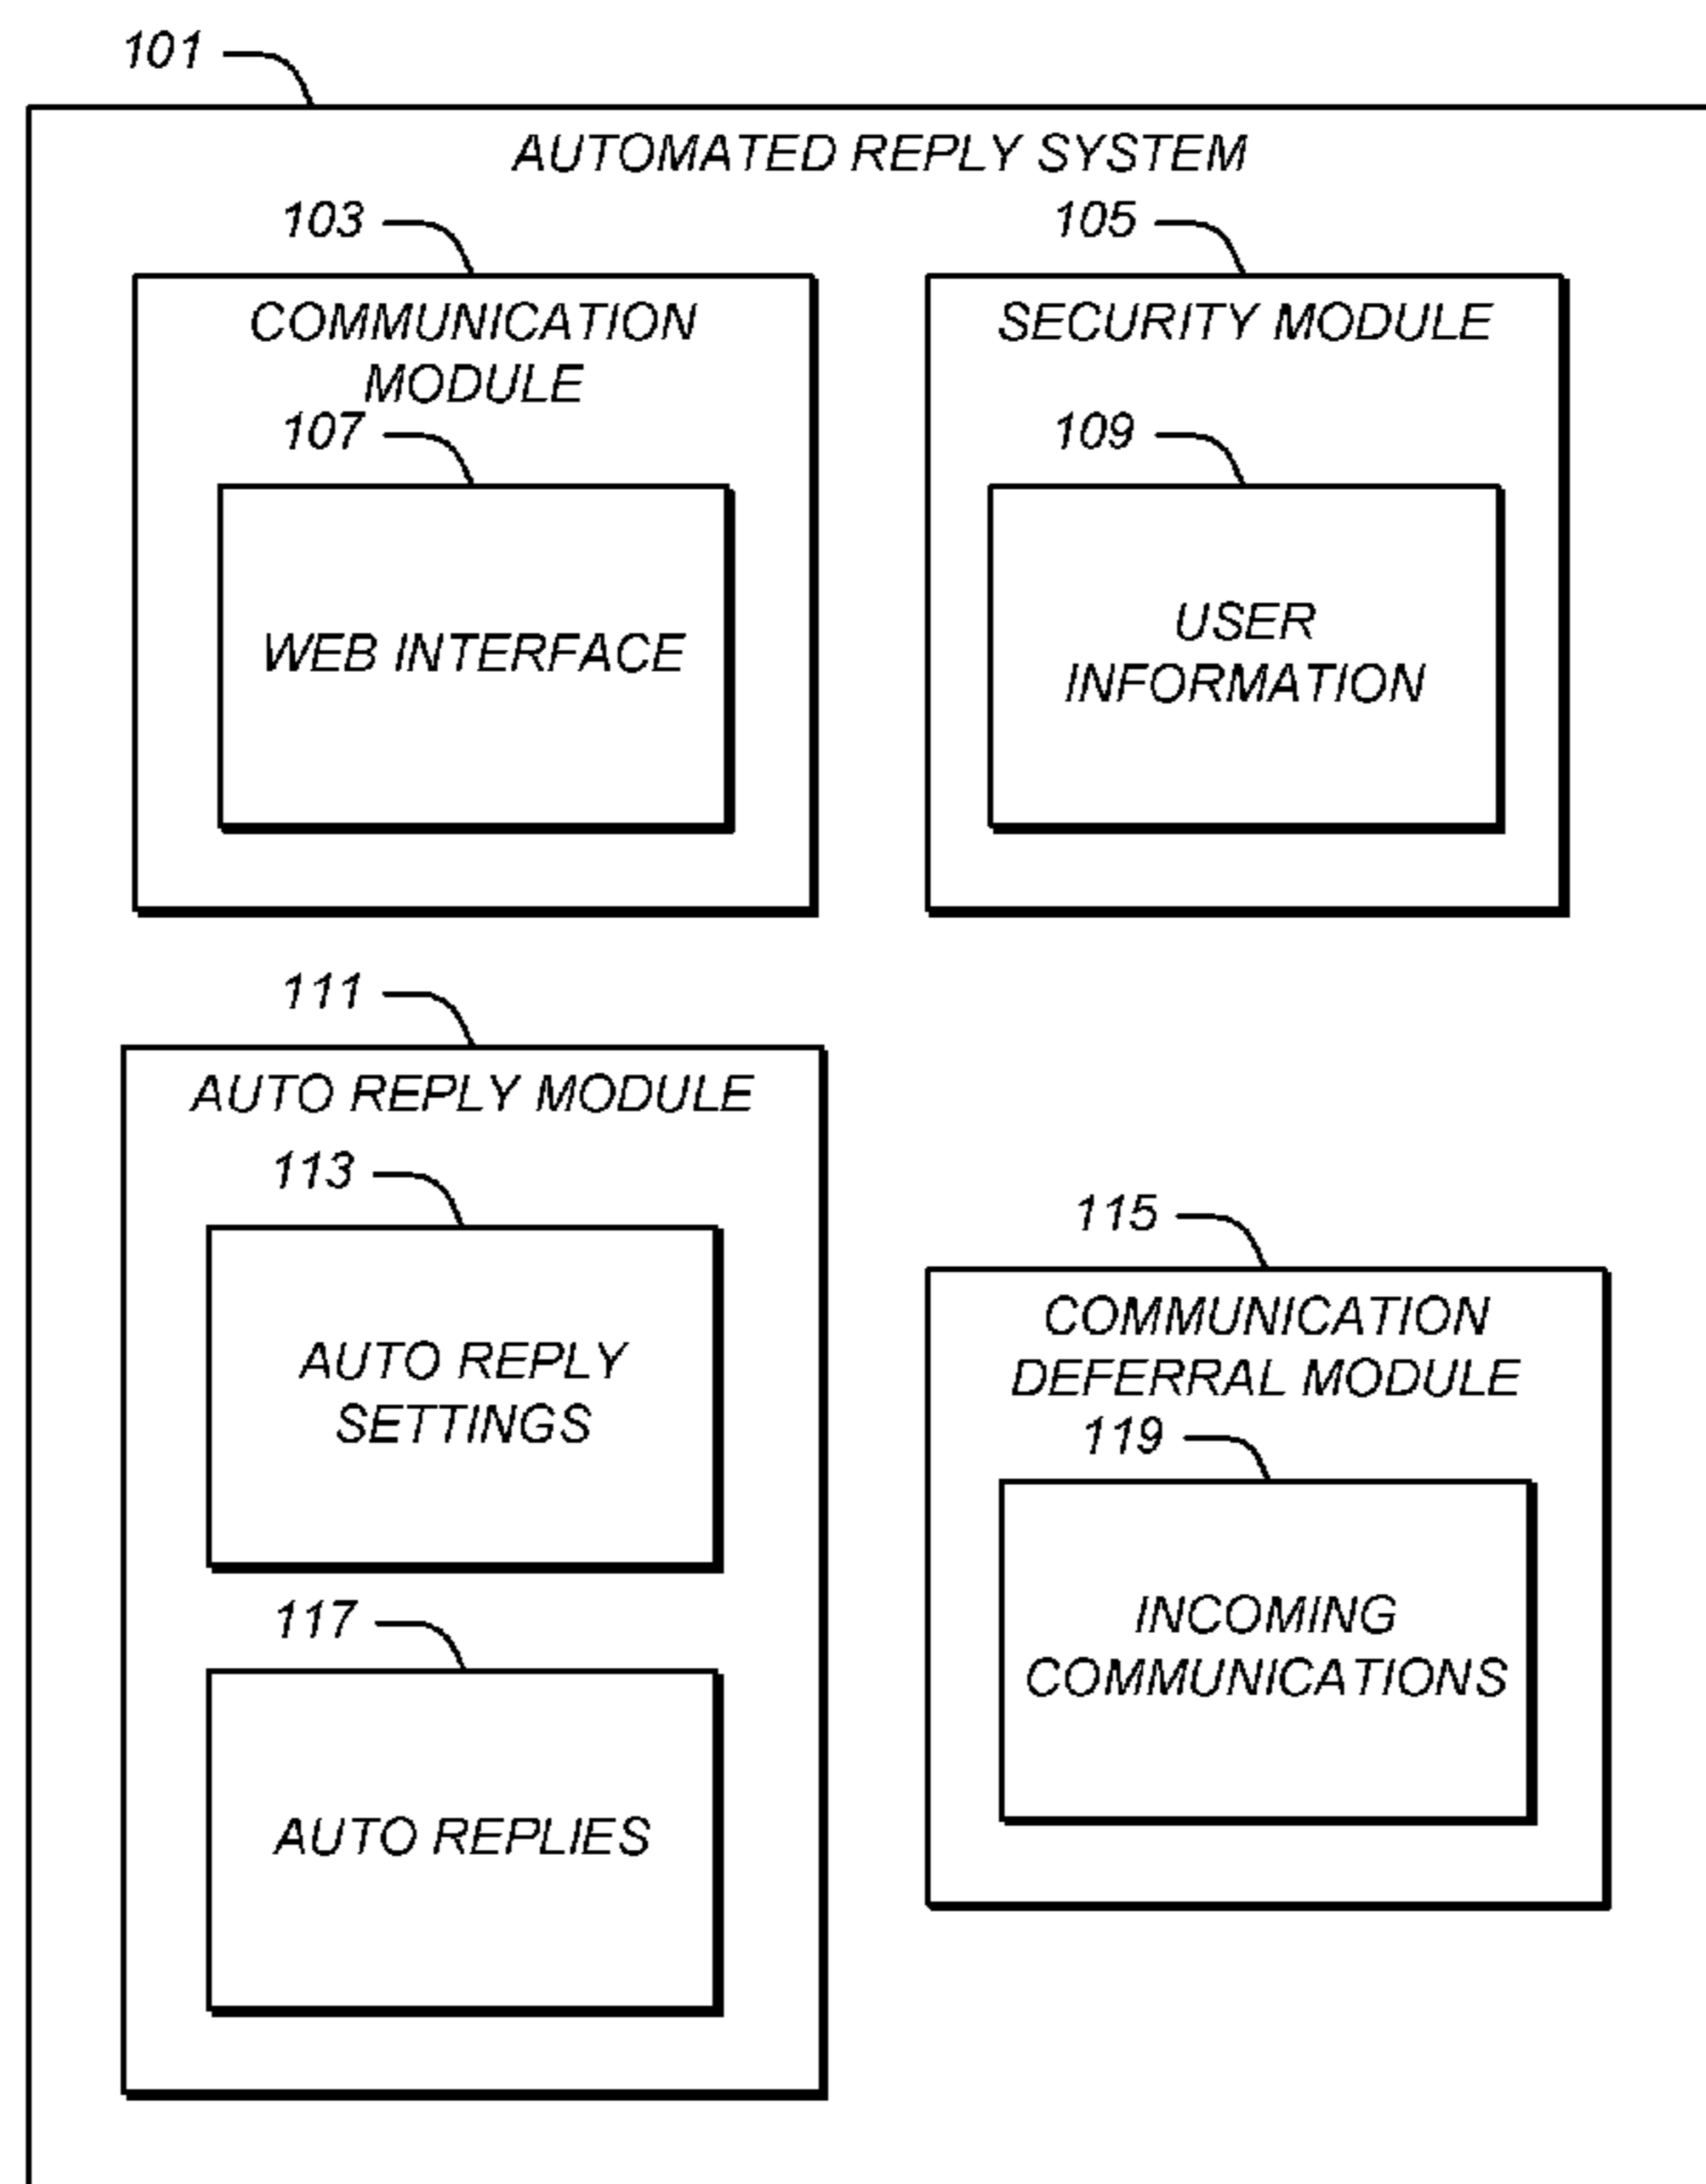 101
AUTOMATED REPLY SYSTEM
103
COMMUNICATION
MODULE
107
WEB INTERFACE
105
SECURITY MODULE
109
USER
INFORMATION
111
AUTO REPLY MODULE
113
AUTO REPLY
SETTINGS
117
AUTO REPLIES
115
COMMUNICATION
DEFERRAL MODULE
119
INCOMING
COMMUNICATIONS